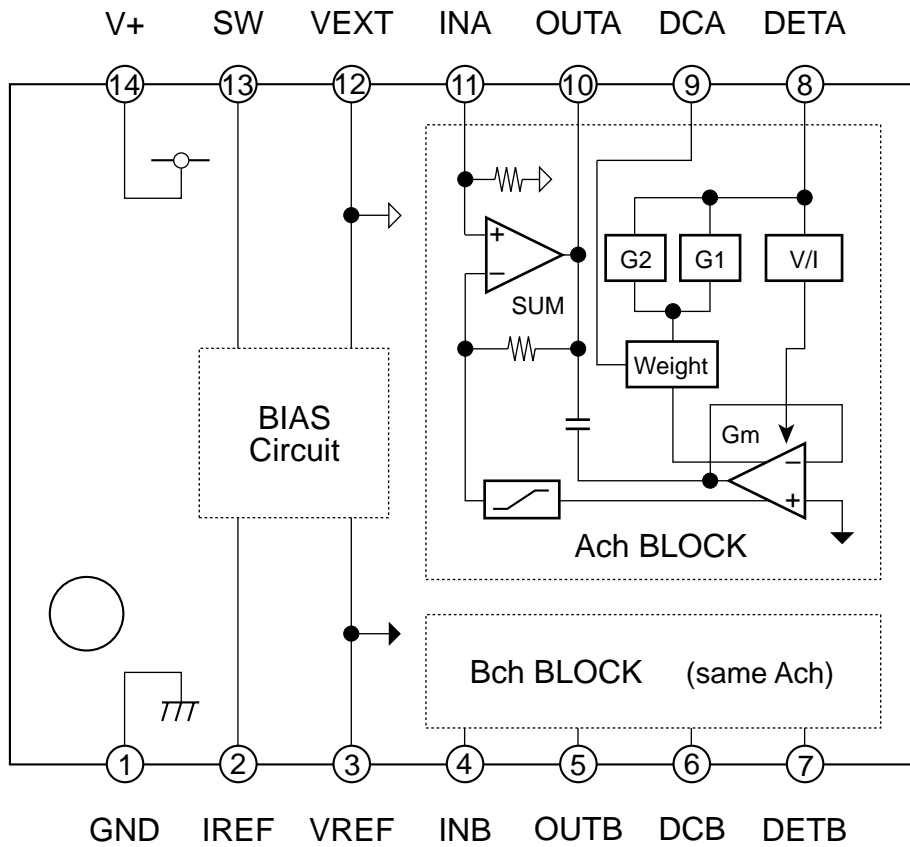 V+ SW VEXT INA OUTA DCA DETA
14 13 12 11 10 9 8
+
−
SUM
G2 G1 V/I
Weight
BIAS
Circuit
Gm
−
+
Ach BLOCK
Bch BLOCK (same Ach)
1 2 3 4 5 6 7
GND IREF VREF INB OUTB DCB DETB